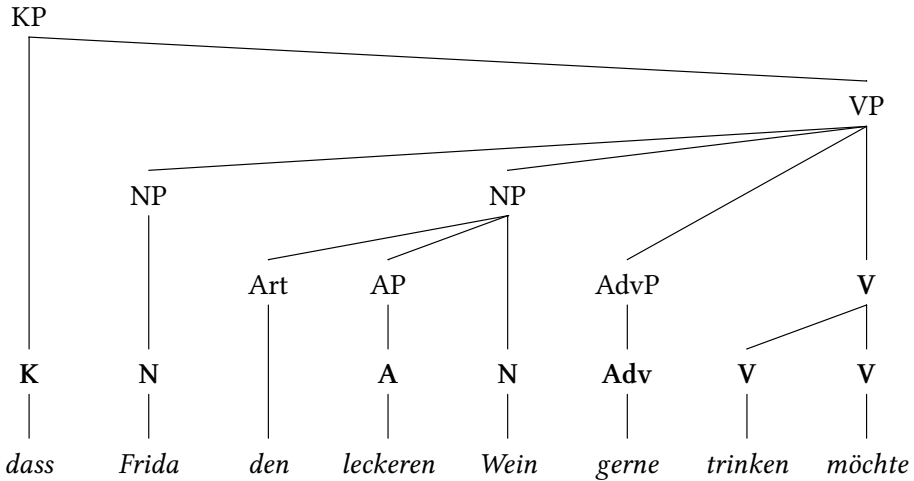 KP
VP
NP NP
Art AP AdvP V
K N A N Adv V V
dass Frida den leckeren Wein gerne trinken möchte